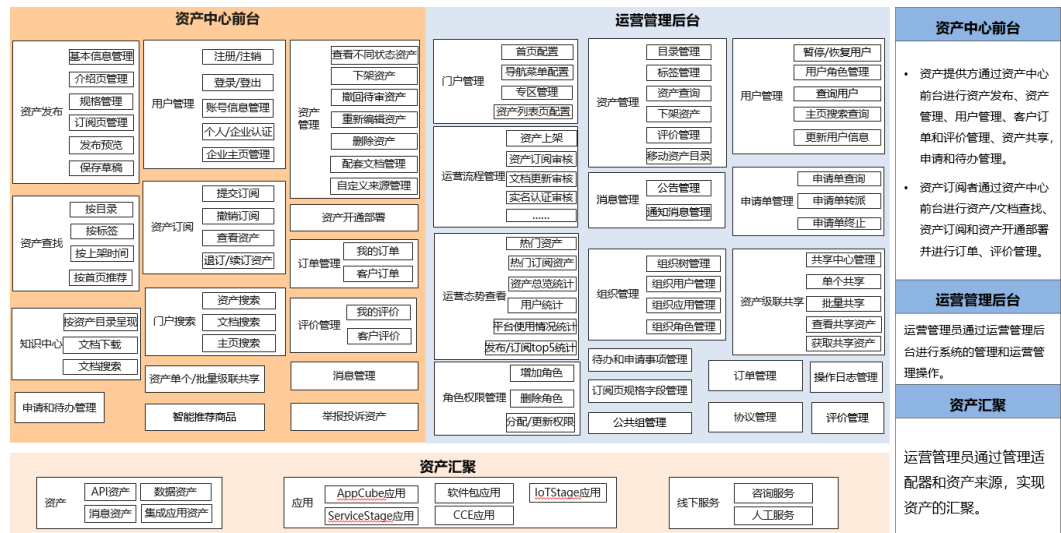 资产中心前台
资产发布
基本信息管理
介绍页管理
规格管理
订阅页管理
发布预览
保存草稿
用户管理
注册/注销
登录/登出
账号信息管理
个人/企业认证
企业主页管理
资产
管理
查看不同状态资产
下架资产
撤回待审资产
重新编辑资产
删除资产
配套文档管理
自定义来源管理
资产查找
按目录
按标签
按上架时间
按首页推荐
资产订阅
提交订阅
撤销订阅
查看资产
退订/续订资产
资产开通部署
订单管理
我的订单
客户订单
知识中心
按资产目录呈现
文档下载
文档搜索
门户搜索
资产搜索
文档搜索
主页搜索
评价管理
我的评价
客户评价
申请和待办管理
资产单个/批量级联共享
消息管理
智能推荐商品
举报投诉资产
运营管理后台
门户管理
首页配置
导航菜单配置
专区管理
资产列表页配置
资产管理
目录管理
标签管理
资产查询
下架资产
评价管理
移动资产目录
用户管理
暂停/恢复用户
用户角色管理
查询用户
主页搜索查询
更新用户信息
运营流程管理
资产上架
资产订阅审核
文档更新审核
实名认证审核
......
消息管理
公告管理
通知消息管理
申请单管理
申请单查询
申请单转派
申请单终止
运营态势查看
热门资产
热门订阅资产
资产总览统计
用户统计
平台使用情况统计
发布/订阅top5统计
组织管理
组织树管理
组织用户管理
组织应用管理
组织角色管理
资产级联共享
共享中心管理
单个共享
批量共享
查看共享资产
获取共享资产
角色权限管理
增加角色
删除角色
分配/更新权限
待办和申请事项管理
订阅页规格字段管理
公共组管理
订单管理
操作日志管理
协议管理
评价管理
资产汇聚
资产
API资产
数据资产
消息资产
集成应用资产
应用
AppCube应用
软件包应用
IoTStage应用
ServiceStage应用
CCE应用
线下服务
咨询服务
人工服务
资产中心前台
• 资产提供方通过资产中心
前台进行资产发布、资产
管理、用户管理、客户订
单和评价管理、资产共享，
申请和待办管理。
• 资产订阅者通过资产中心
前台进行资产/文档查找、
资产订阅和资产开通部署
并进行订单、评价管理。
运营管理后台
运营管理员通过运营管理后
台进行系统的管理和运营管
理操作。
资产汇聚
运营管理员通过管理适
配器和资产来源，实现
资产的汇聚。